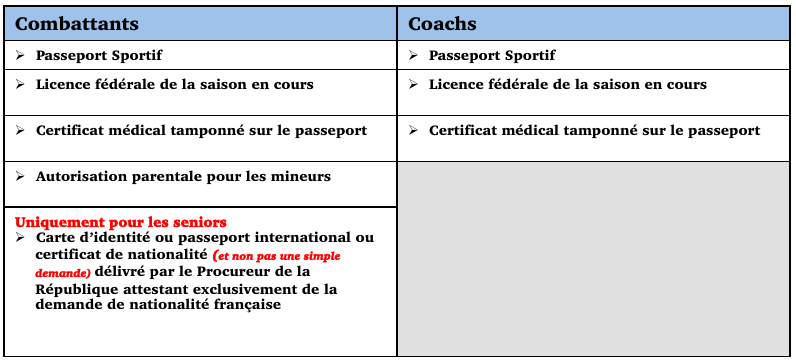 Combattants
Coachs
➢ Passeport Sportif
➢ Passeport Sportif
➢ Licence fédérale de la saison en cours
➢ Licence fédérale de la saison en cours
➢ Certificat médical tamponné sur le passeport
➢ Certificat médical tamponné sur le passeport
➢ Autorisation parentale pour les mineurs
Uniquement pour les seniors
➢ Carte d’identité ou passeport international ou
certificat de nationalité (et non pas une simple
demande) délivré par le Procureur de la
République attestant exclusivement de la
demande de nationalité française